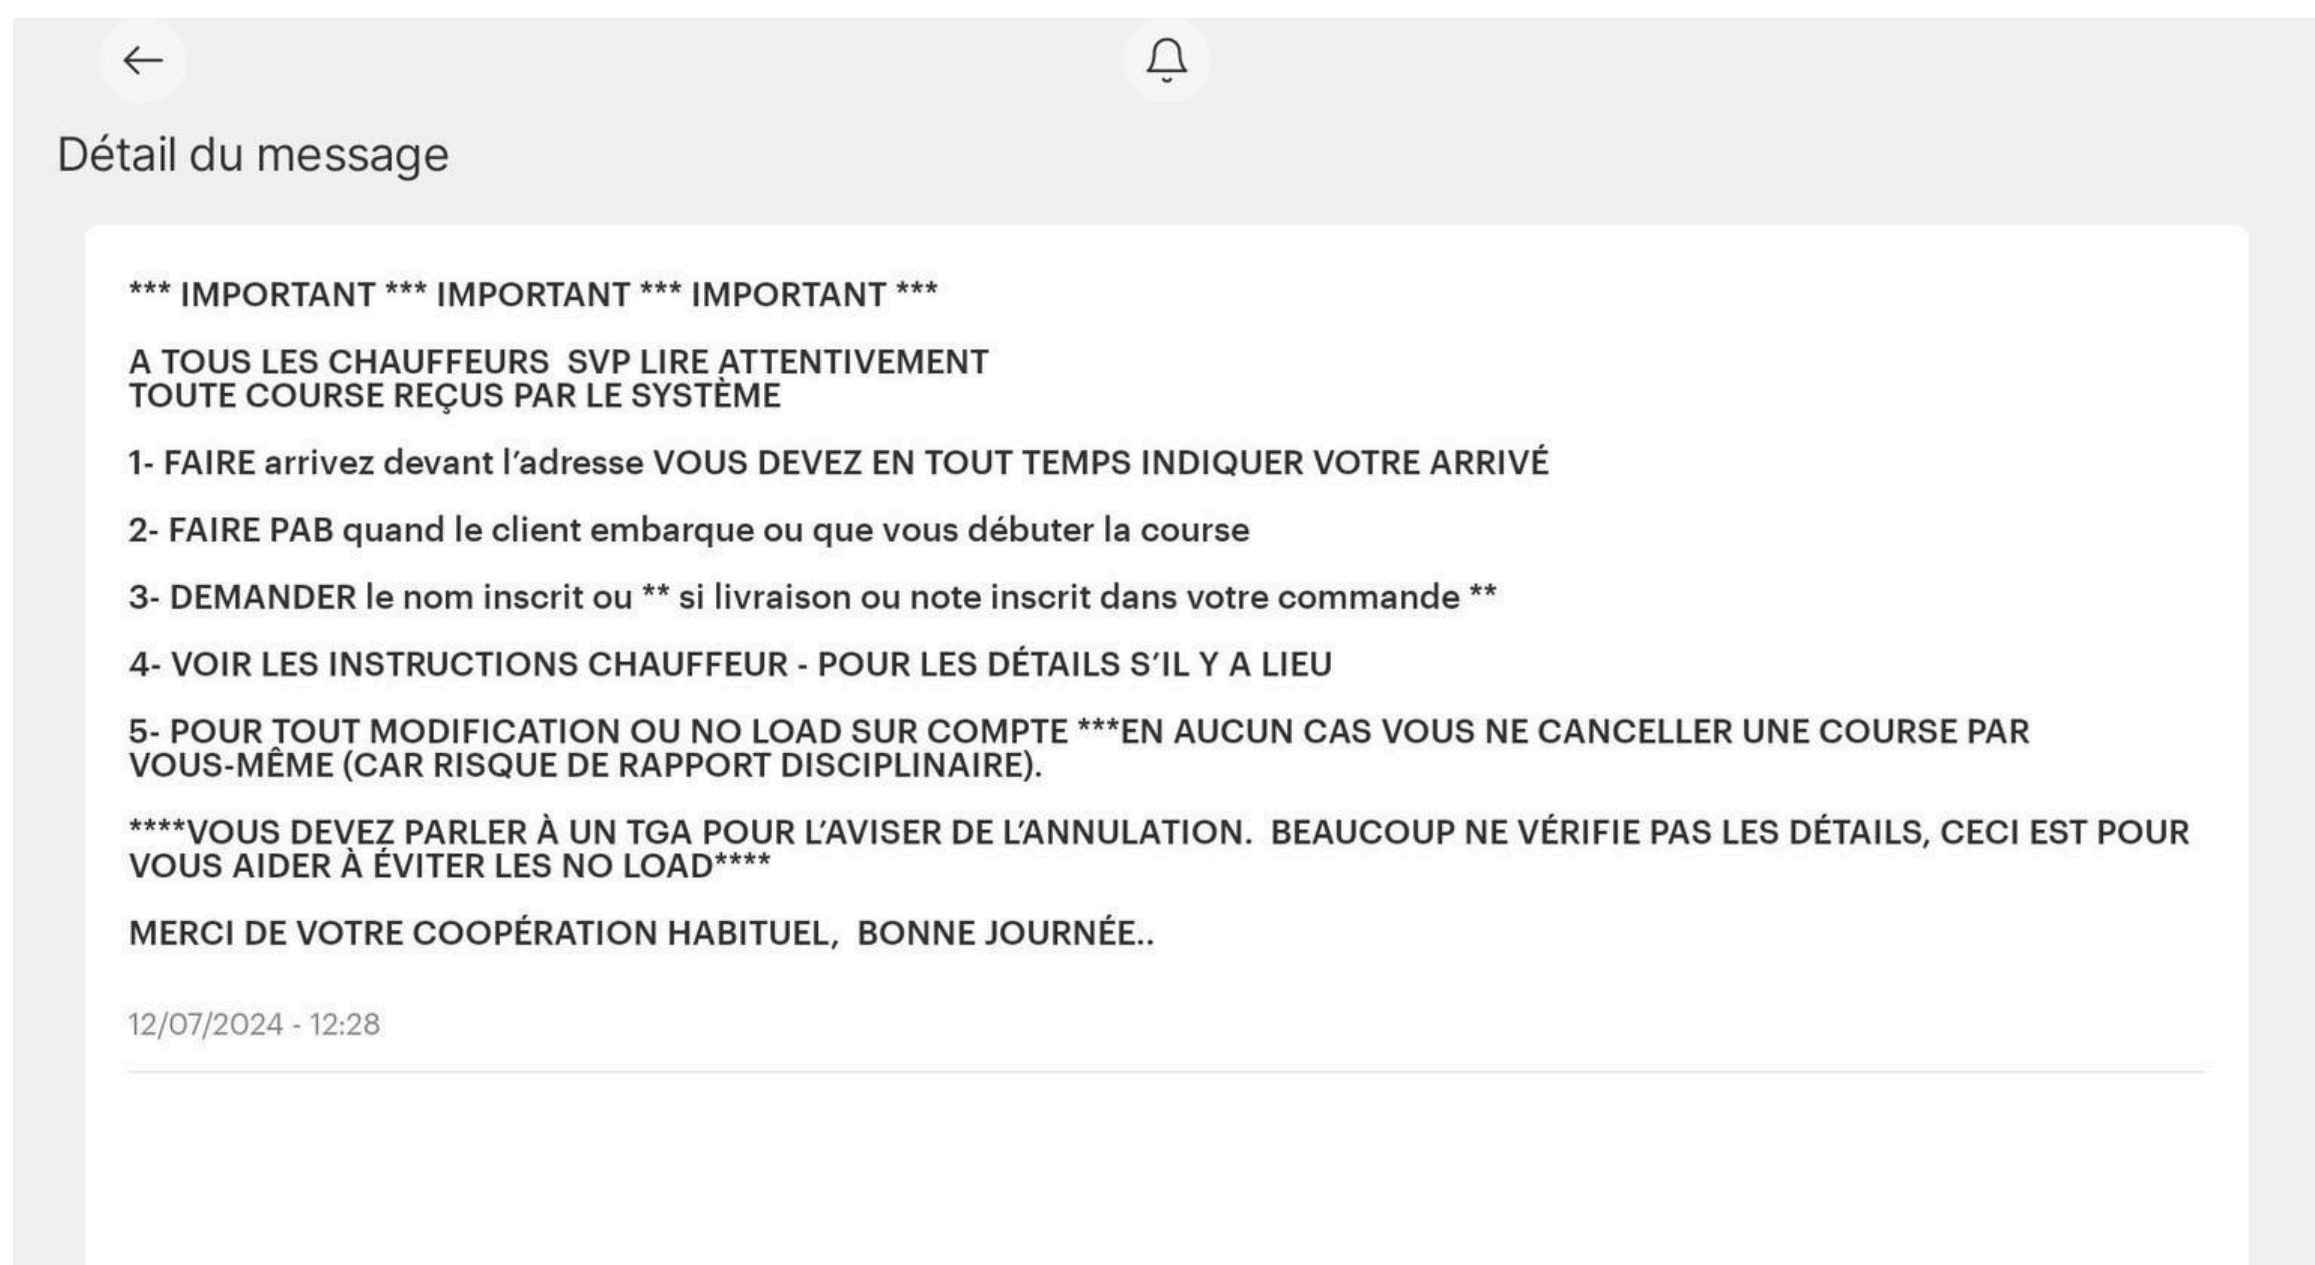 Détail du message
*** IMPORTANT *** IMPORTANT *** IMPORTANT ***
A TOUS LES CHAUFFEURS  SVP LIRE ATTENTIVEMENT
TOUTE COURSE REÇUS PAR LE SYSTÈME
1- FAIRE arrivez devant l'adresse VOUS DEVEZ EN TOUT TEMPS INDIQUER VOTRE ARRIVÉ
2- FAIRE PAB quand le client embarque ou que vous débuter la course
3- DEMANDER le nom inscrit ou ** si livraison ou note inscrit dans votre commande **
4- VOIR LES INSTRUCTIONS CHAUFFEUR - POUR LES DÉTAILS S'IL Y A LIEU
5- POUR TOUT MODIFICATION OU NO LOAD SUR COMPTE ***EN AUCUN CAS VOUS NE CANCELLER UNE COURSE PAR
VOUS-MÊME (CAR RISQUE DE RAPPORT DISCIPLINAIRE).
****VOUS DEVEZ PARLER À UN TGA POUR L'AVISER DE L'ANNULATION.  BEAUCOUP NE VÉRIFIE PAS LES DÉTAILS, CECI EST POUR
VOUS AIDER À ÉVITER LES NO LOAD****
MERCI DE VOTRE COOPÉRATION HABITUEL,  BONNE JOURNÉE..
12/07/2024 - 12:28